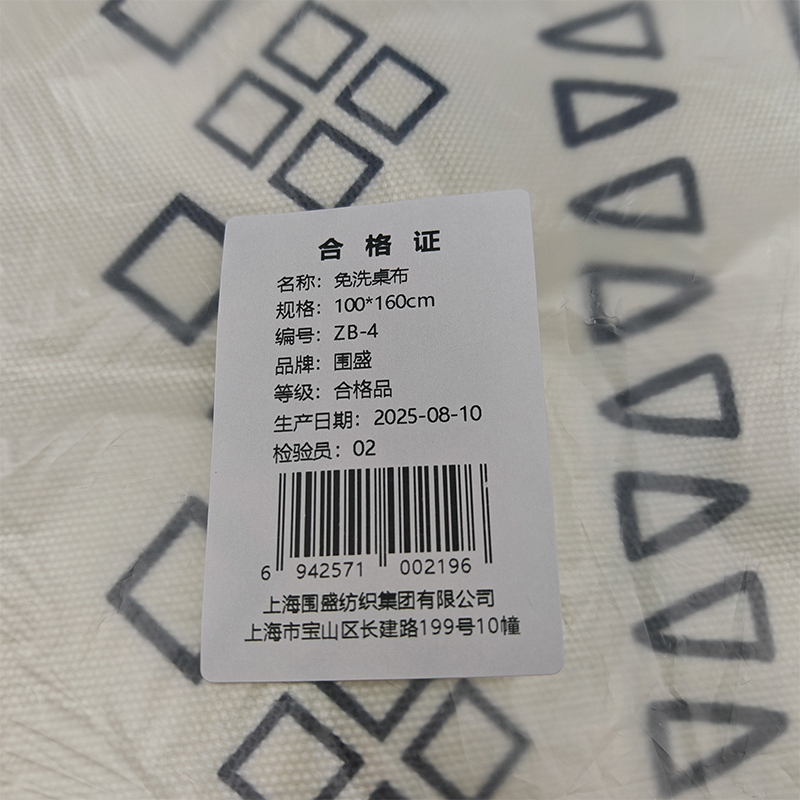 合格证
名称：免洗桌布
规格：100*160cm
编号：ZB-4
品牌：围盛
等级：合格品
生产日期：2025-08-10
检验员：02
6 942571 002196
上海围盛纺织集团有限公司
上海市宝山区长建路199号10幢